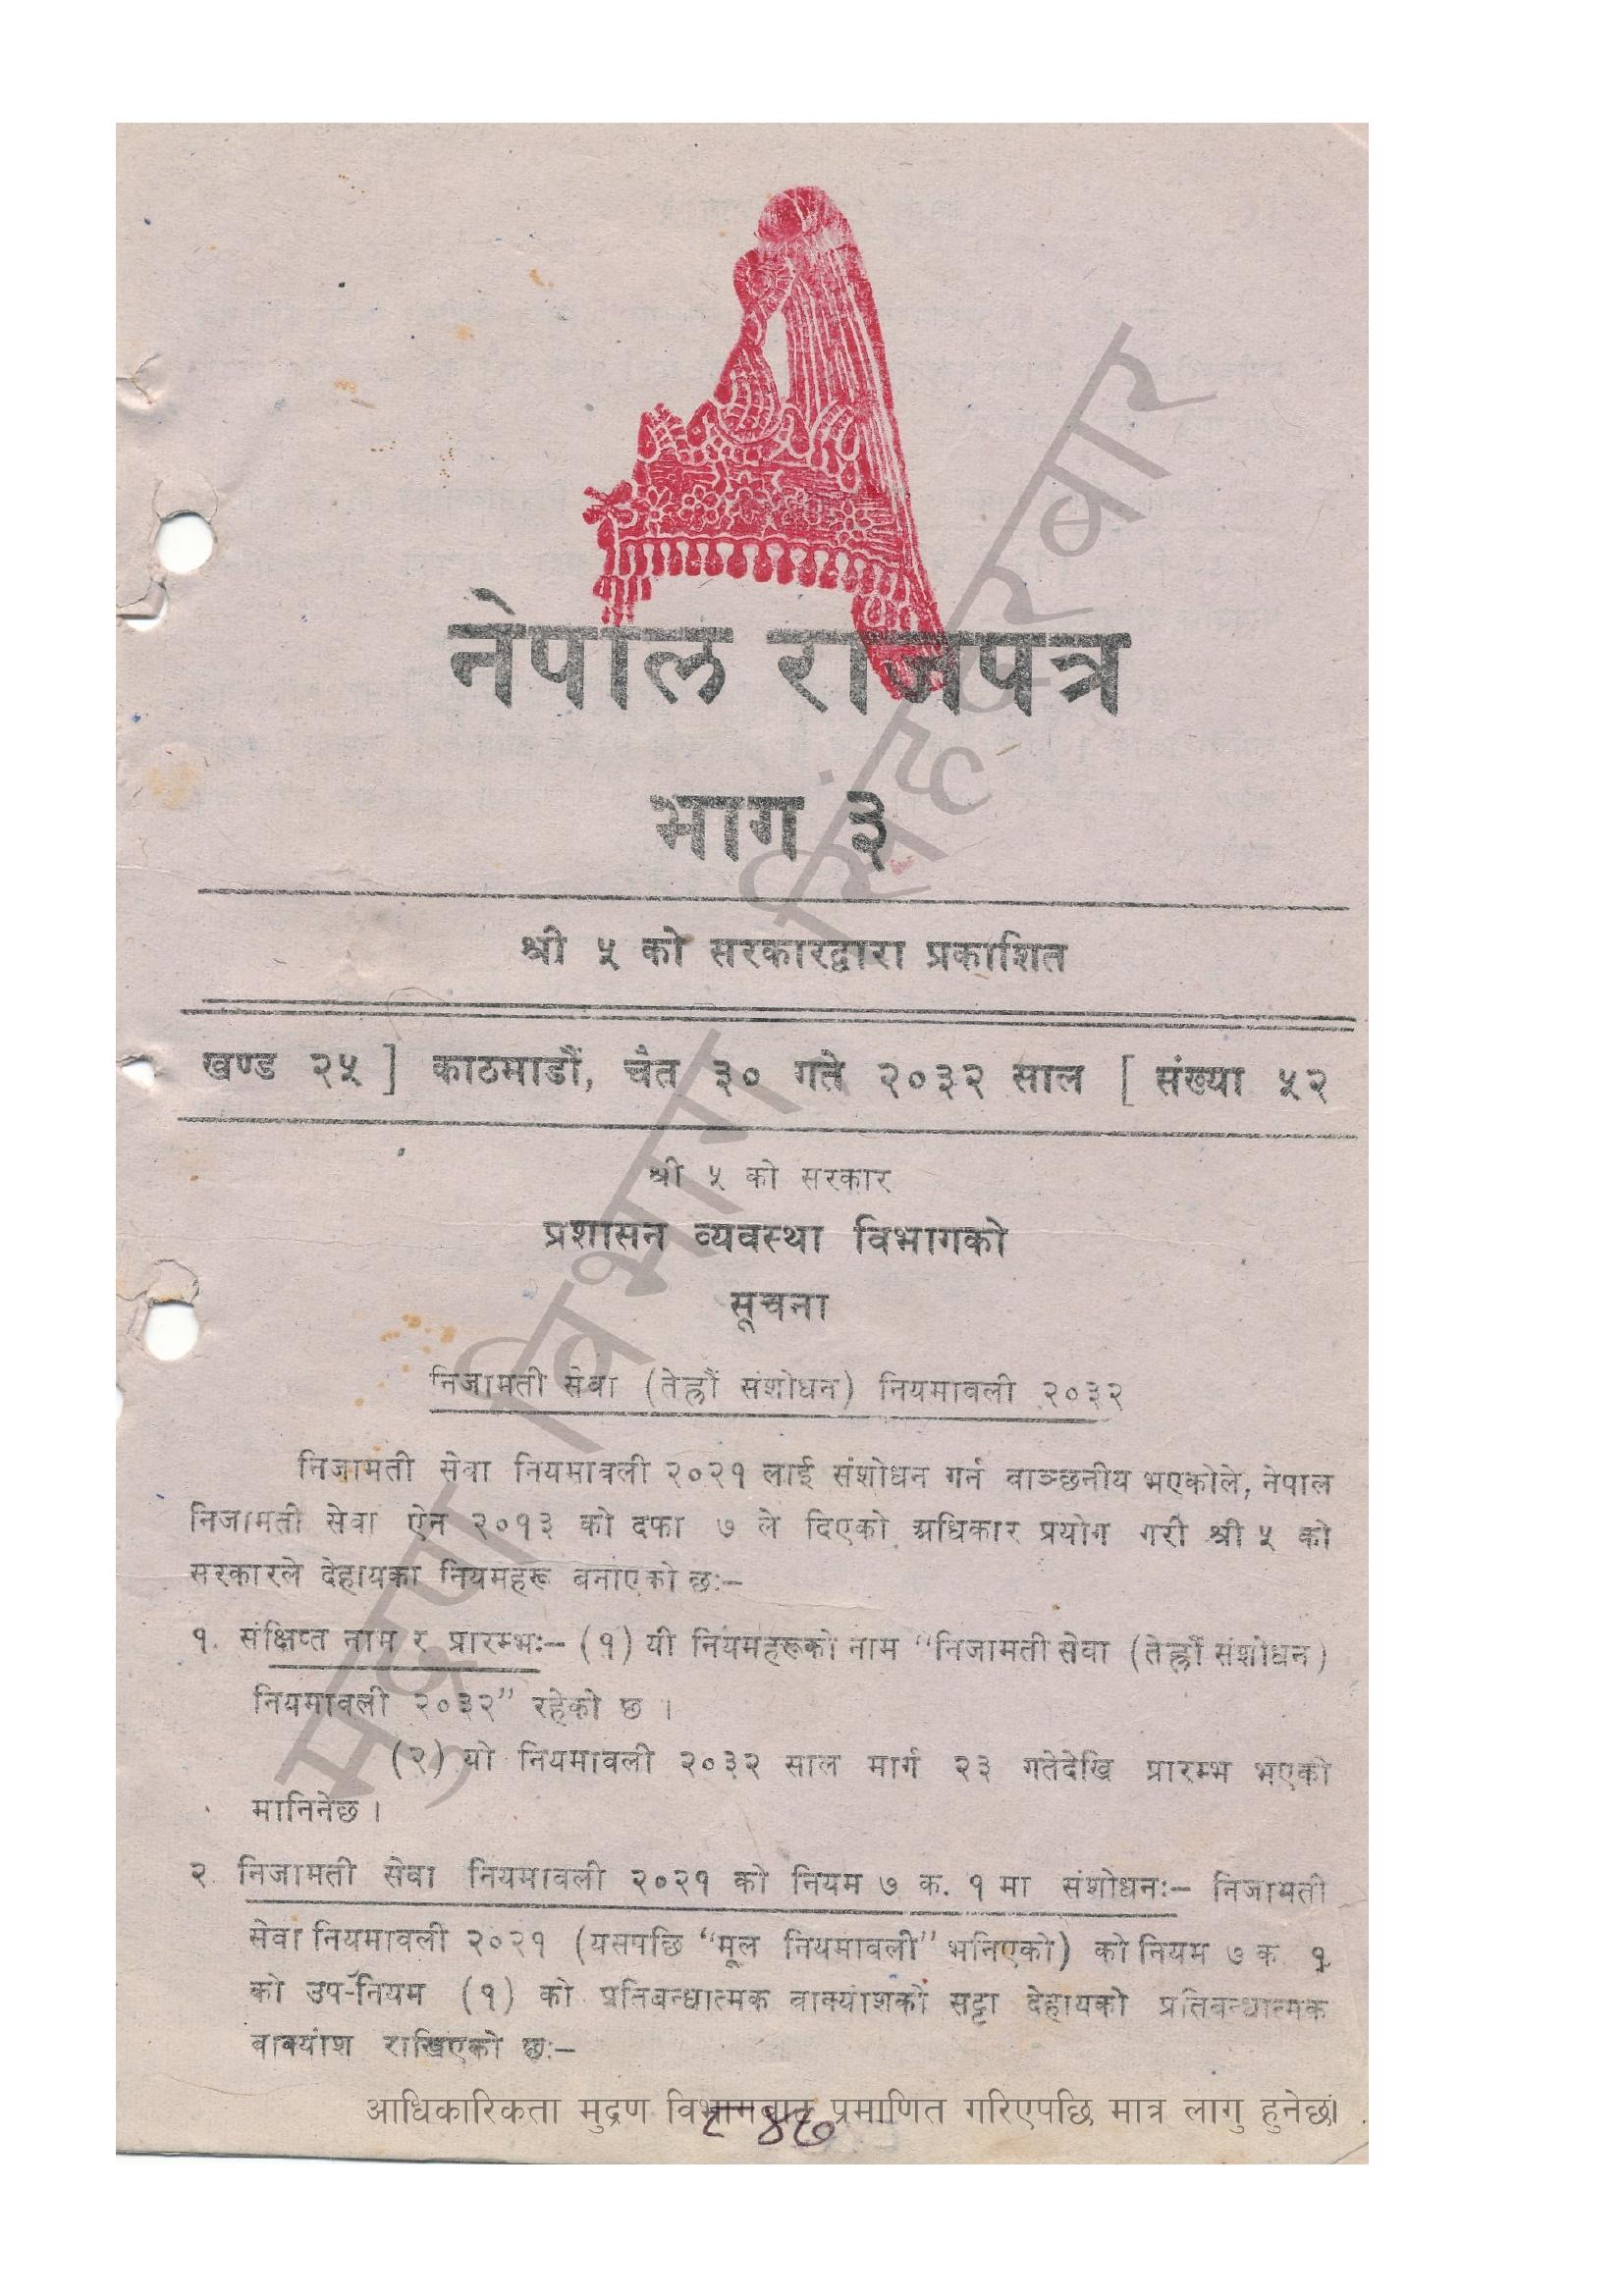 नेपाल राजपत्र
भाग ३
श्री ५ को सरकारद्वारा प्रकाशित
खण्ड २५ ] काठमाडौं, चैत ३० गते २०३२ साल [ संख्या ५२
श्री ५ को सरकार
प्रशासन व्यवस्था विभागको
सूचना
निजामती सेवा (तेह्रौं संशोधन) नियमावली २०३२
निजामती सेवा नियमावली २०२१ लाई संशोधन गर्न वाञ्छनीय भएकोले, नेपाल
निजामती सेवा ऐन २०१३ को दफा ७ ले दिएको अधिकार प्रयोग गरी श्री ५ को
सरकारले देहायका नियमहरू बनाएको छ:–
१. संक्षिप्त नाम र प्रारम्भ:– (१) यी नियमहरूको नाम “निजामती सेवा (तेह्रौं संशोधन)
नियमावली २०३२” रहेको छ ।
(२) यो नियमावली २०३२ साल मार्ग २३ गतेदेखि प्रारम्भ भएको
मानिनेछ ।
२. निजामती सेवा नियमावली २०२१ को नियम ७ क. १ मा संशोधन:– निजामती
सेवा नियमावली २०२१ (यसपछि “मूल नियमावली” भनिएको) को नियम ७ क. १
को उप-नियम (१) को प्रतिबन्धात्मक वाक्यांशको सट्टा देहायको प्रतिबन्धात्मक
वाक्यांश राखिएको छ:–
आधिकारिकता मुद्रण विभागबाट प्रमाणित गरिएपछि मात्र लागु हुनेछ।
मुद्रण विभाग सिंहदरबार